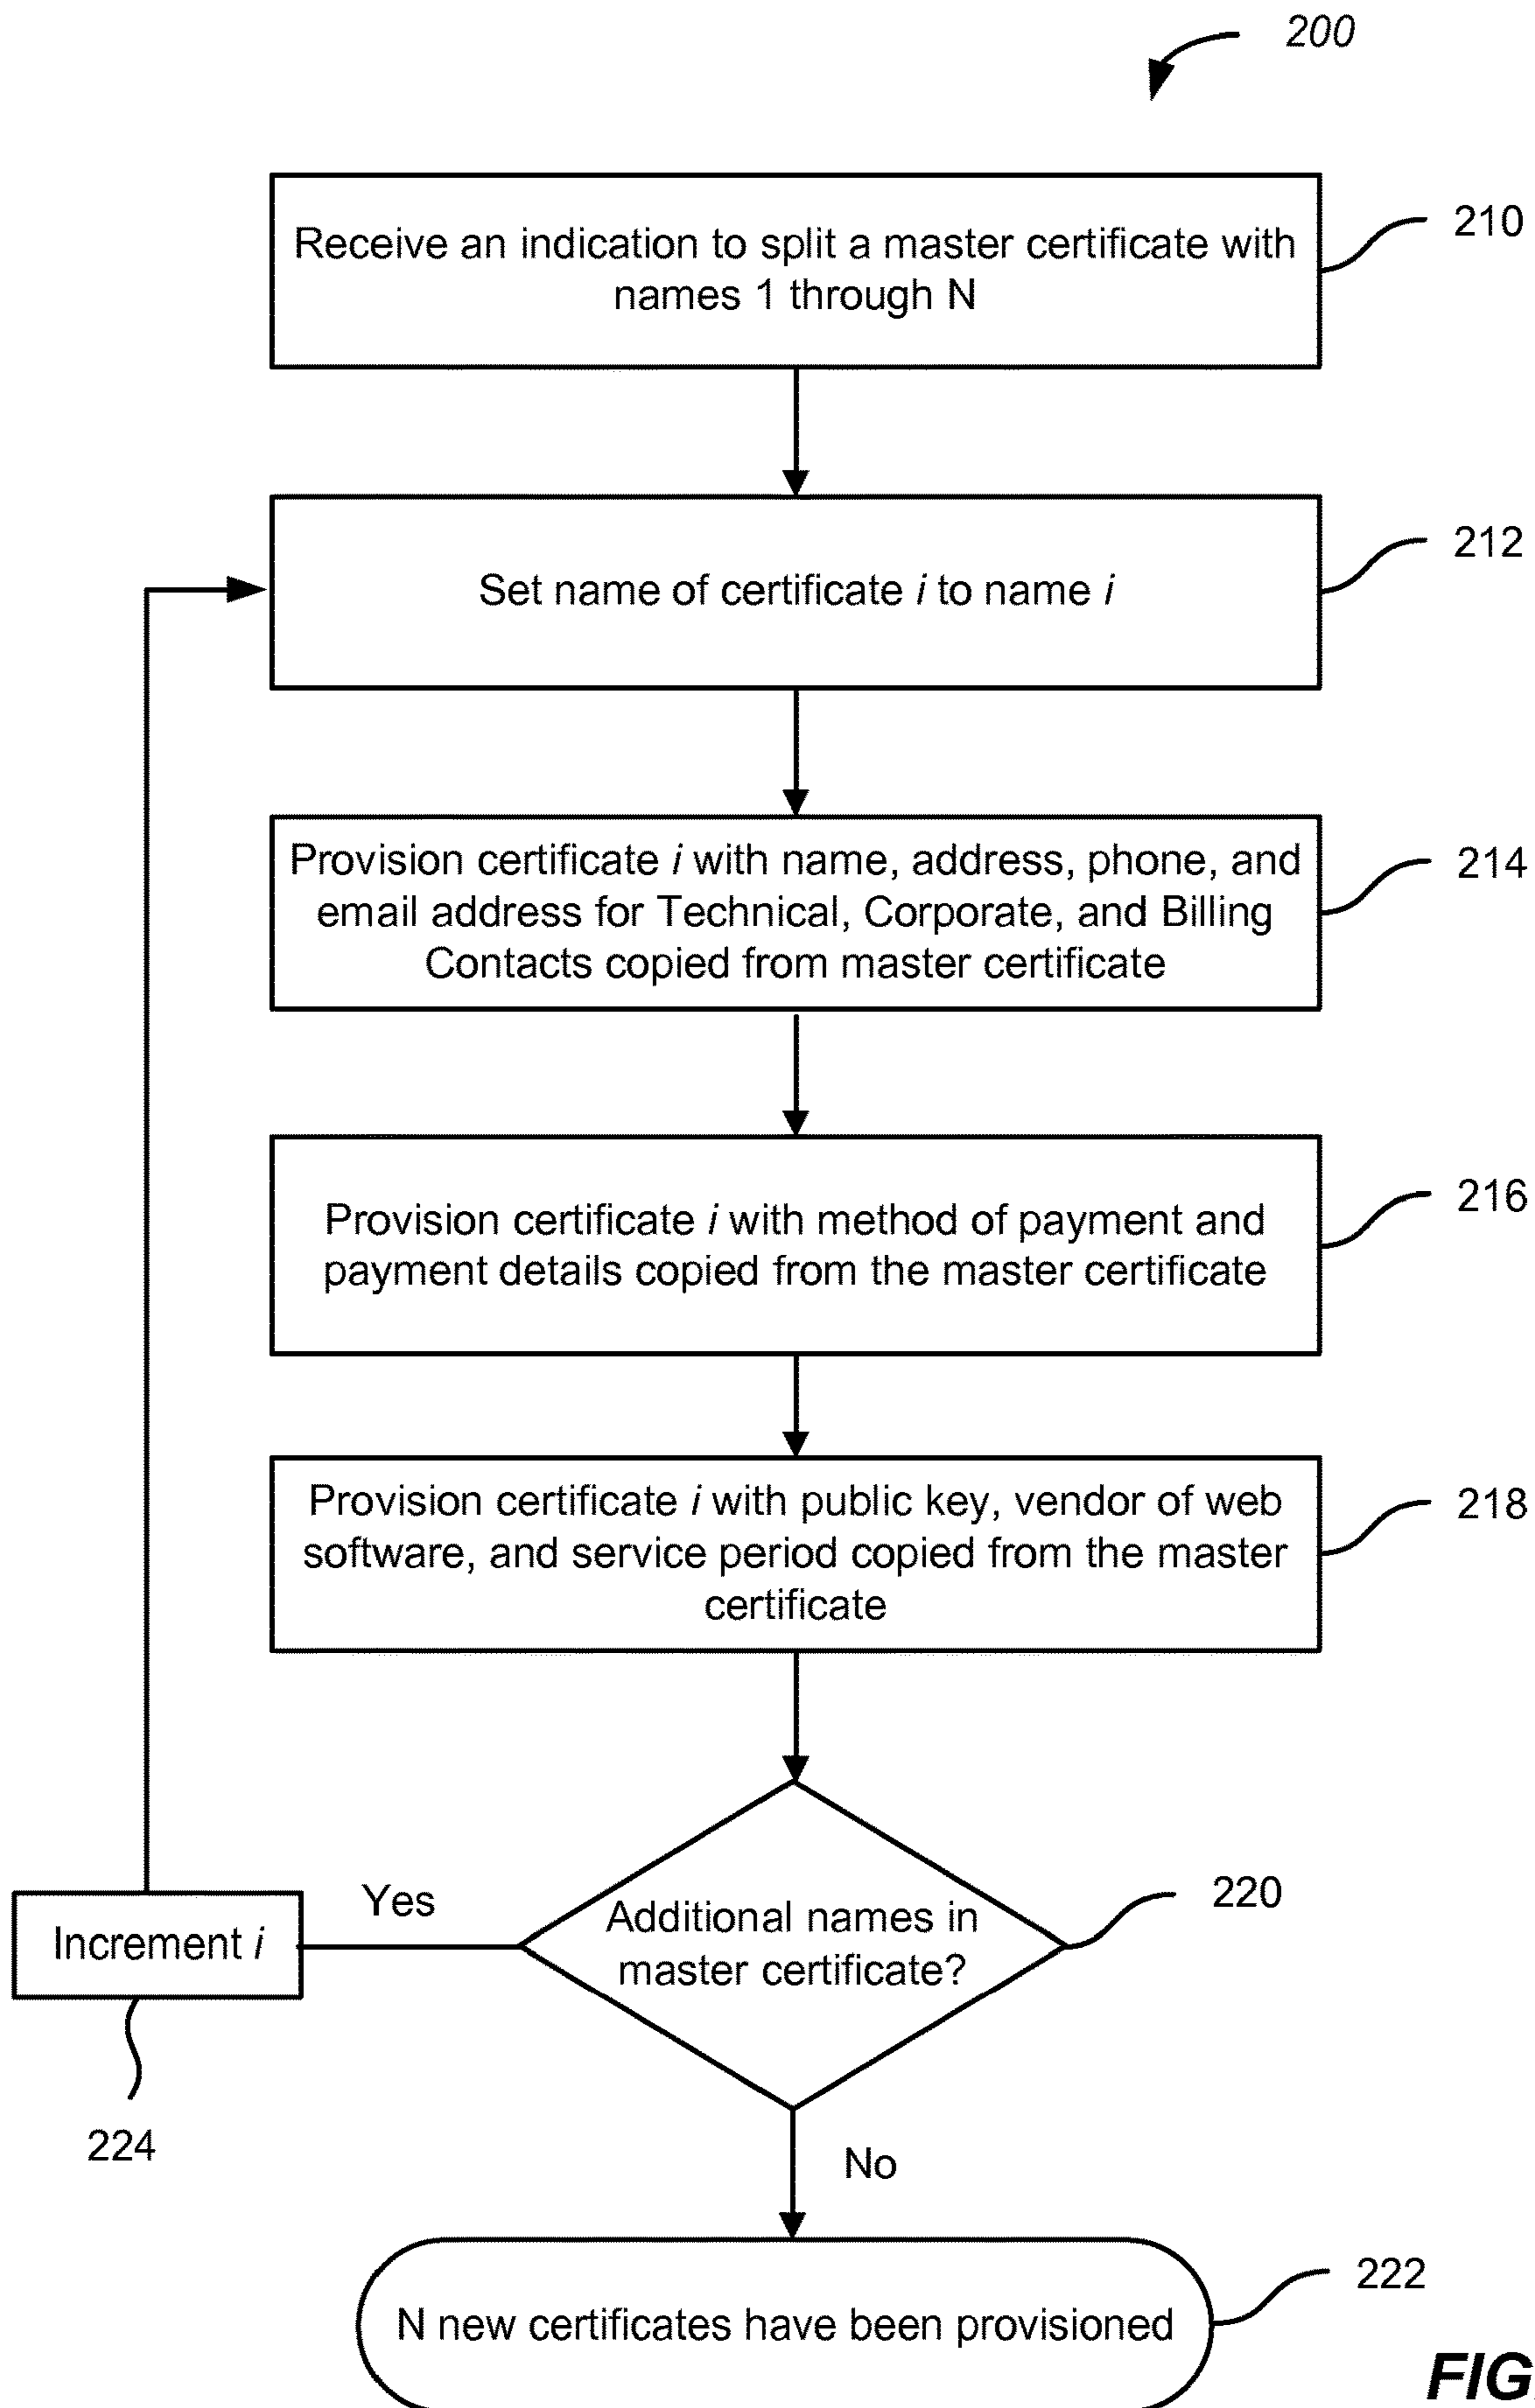 200
Receive an indication to split a master certificate with
names 1 through N
210
Set name of certificate i to name i
212
Provision certificate i with name, address, phone, and
email address for Technical, Corporate, and Billing
Contacts copied from master certificate
214
Provision certificate i with method of payment and
payment details copied from the master certificate
216
Provision certificate i with public key, vendor of web
software, and service period copied from the master
certificate
218
Additional names in
master certificate?
220
Yes
Increment i
224
No
N new certificates have been provisioned
222
FIG